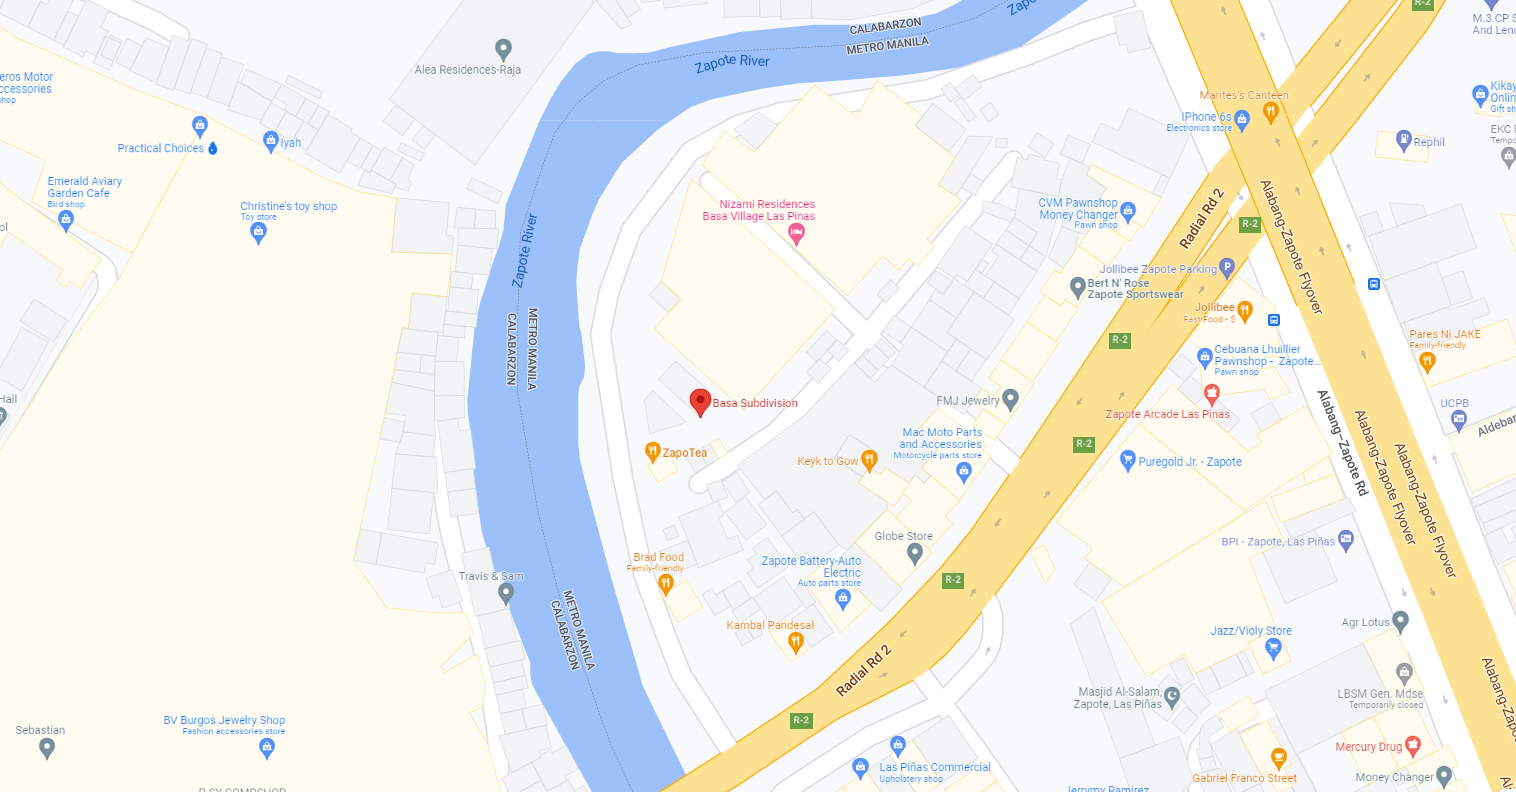 R-2
M.3.CP S
And Lend
CALABARZON
METRO MANILA
Zapote River
Alea Residences-Raja
eros Motor
ccessories
shop
Practical Choices
Iyah
Marites's Canteen
IPhone 6s
Electronics store
Kikay
Onlin
Gift sh
Rephil
EKC
Tempo
Emerald Aviary
Garden Cafe
Bird shop
Christine's toy shop
Toy store
Nizami Residences
Basa Village Las Pinas
CVM Pawnshop
Money Changer
Pawn shop
Radial Rd 2
R-2
Alabang-Zapote Flyover
Zapote River
Jollibee Zapote Parking
Bert N' Rose
Zapote Sportswear
Jollibee
Fast Food • $
METRO MANILA
CALABARZON
R-2
Pares Ni JAKE
Family-friendly
Cebuana Lhuillier
Pawnshop - Zapote...
Pawn shop
Hall
Basa Subdivision
FMJ Jewelry
Zapote Arcade Las Pinas
UCPB
Aldebar
Alabang-Zapote Rd
Alabang-Zapote Flyover
Alabang-Zapote Flyover
Mac Moto Parts
and Accessories
Motorcycle parts store
R-2
ZapoTea
Keyk to Gow
Puregold Jr. - Zapote
Globe Store
BPI - Zapote, Las Piñas
Brad Food
Family-friendly
Zapote Battery-Auto
Electric
Auto parts store
R-2
Travis & Sam
METRO MANILA
CALABARZON
Kambal Pandesal
Agr Lotus
Jazz/Violy Store
Radial Rd 2
Masjid Al-Salam,
Zapote, Las Piñas
LBSM Gen. Mdse
Temporarily closed
R-2
Sebastian
BV Burgos Jewelry Shop
Fashion accessories store
Mercury Drug
Las Piñas Commercial
Upholstery shop
Gabriel Franco Street
Money Changer
Jerrymy Ramirez